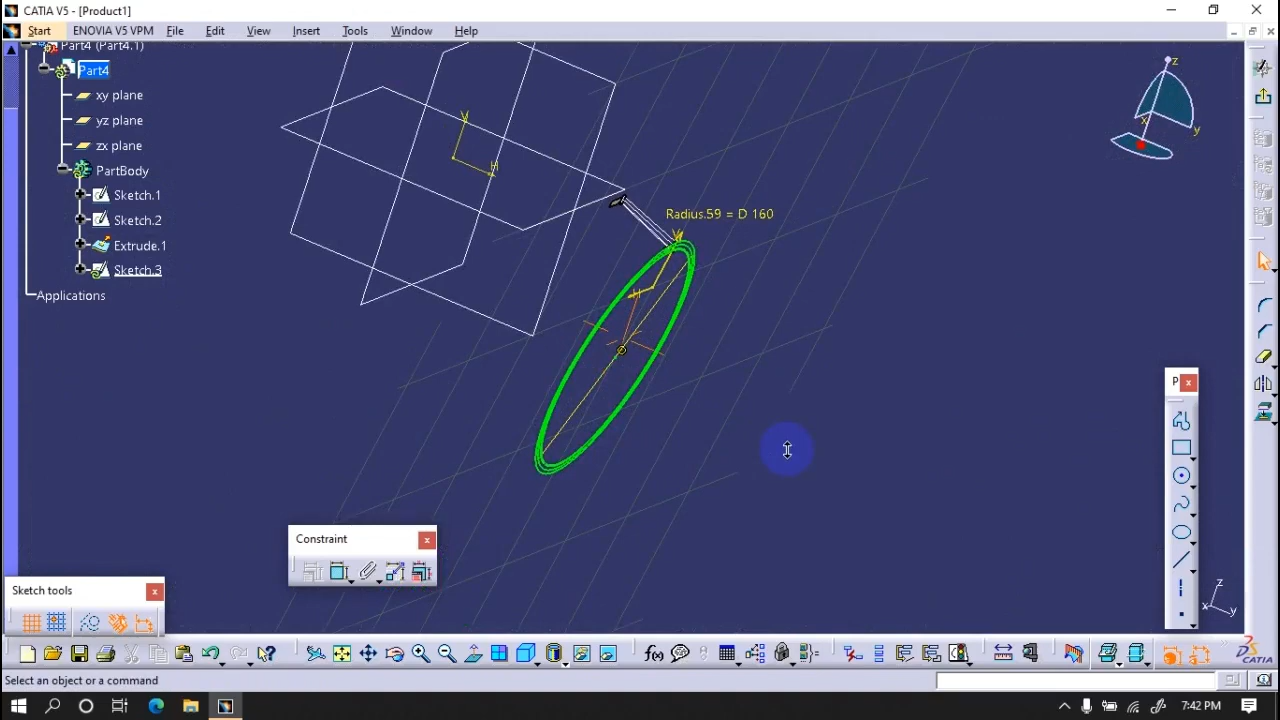 CATIA V5 - [Product1]
Start ENOVIA V5 VPM File Edit View Insert Tools Window Help
Part4 (Part4.1)
Part4
xy plane
yz plane
zx plane
PartBody
Sketch.1
Sketch.2
Extrude.1
Sketch.3
Applications
V
H
Radius.59 = D 160
V
H
z
x
y
P
Constraint
Sketch tools
z
x
y
f(x)
CATIA
Select an object or a command
7:42 PM